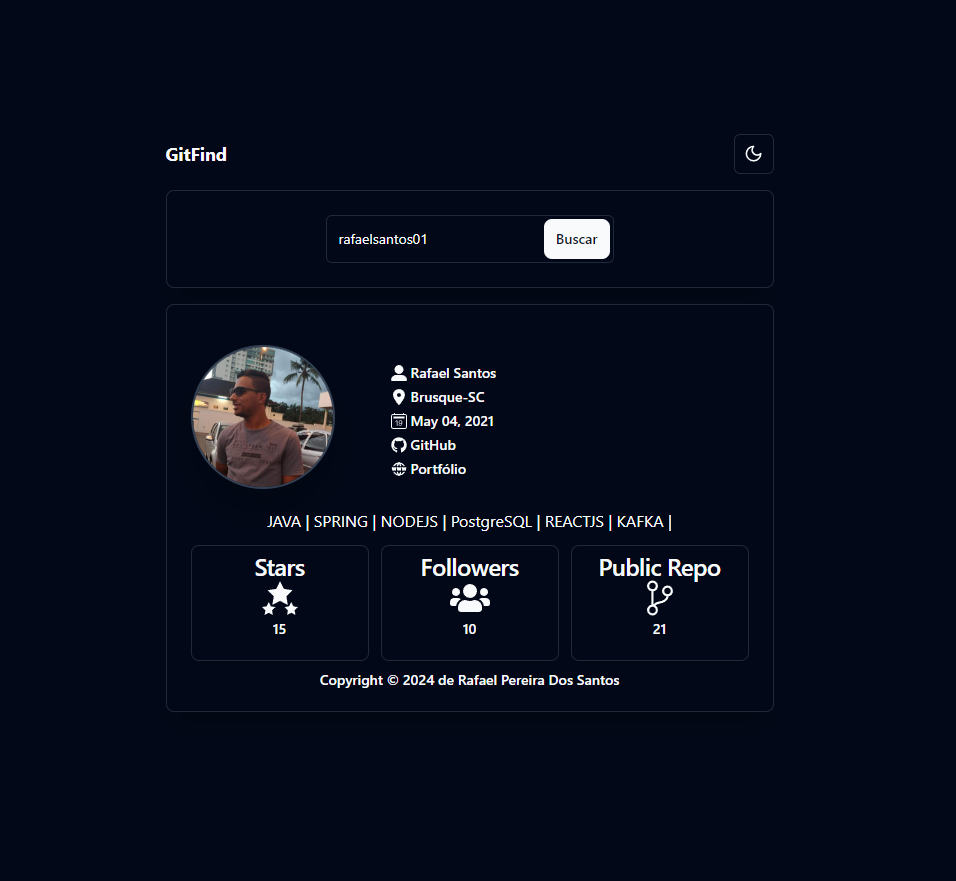 GitFind
rafaelsantos01 Buscar
Rafael Santos
Brusque-SC
19 May 04, 2021
GitHub
Portfólio
JAVA | SPRING | NODEJS | PostgreSQL | REACTJS | KAFKA |
Stars Followers Public Repo
15 10 21
Copyright © 2024 de Rafael Pereira Dos Santos